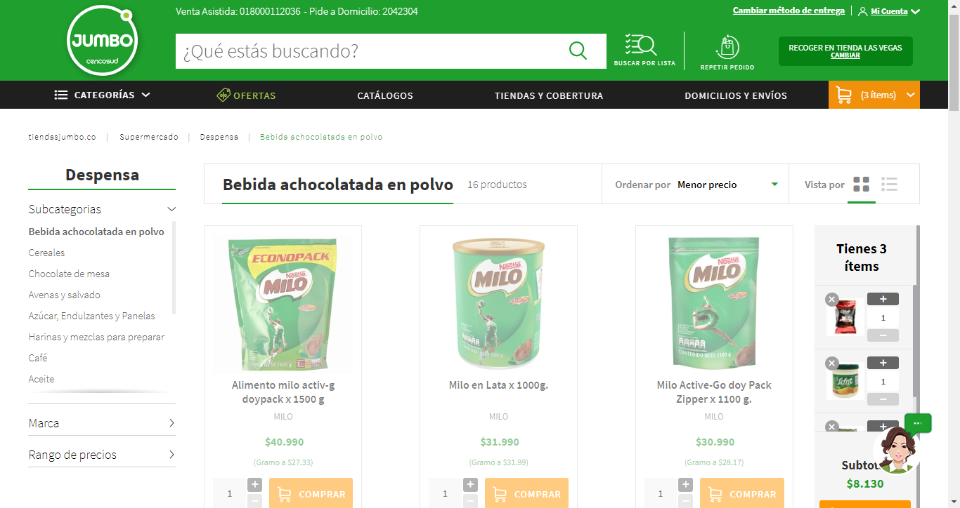 Venta Asistida: 018000112036 - Pide a Domicilio: 2042304
Cambiar método de entrega
Mi Cuenta
JUMBO
cencosud
¿Qué estás buscando?
BUSCAR POR LISTA
REPETIR PEDIDO
RECOGER EN TIENDA LAS VEGAS
CAMBIAR
CATEGORÍAS
OFERTAS
CATÁLOGOS
TIENDAS Y COBERTURA
DOMICILIOS Y ENVÍOS
(3 ítems)
tiendasjumbo.co | Supermercado | Despensa | Bebida achocolatada en polvo
Despensa
Subcategorias
Bebida achocolatada en polvo
Cereales
Chocolate de mesa
Avenas y salvado
Azúcar, Endulzantes y Panelas
Harinas y mezclas para preparar
Café
Aceite
Marca
Rango de precios
Bebida achocolatada en polvo
16 productos
Ordenar por Menor precio
Vista por
ECONOPACK
Nestlé
MILO
Alimento milo activ-g
doypack x 1500 g
MILO
$40.990
(Gramo a $27.33)
1
COMPRAR
Nestlé
MILO
Milo en Lata x 1000g.
MILO
$31.990
(Gramo a $31.99)
1
COMPRAR
Nestlé
MILO
Milo Active-Go doy Pack
Zipper x 1100 g.
MILO
$30.990
(Gramo a $28.17)
1
COMPRAR
Tienes 3
ítems
1
1
$8.130